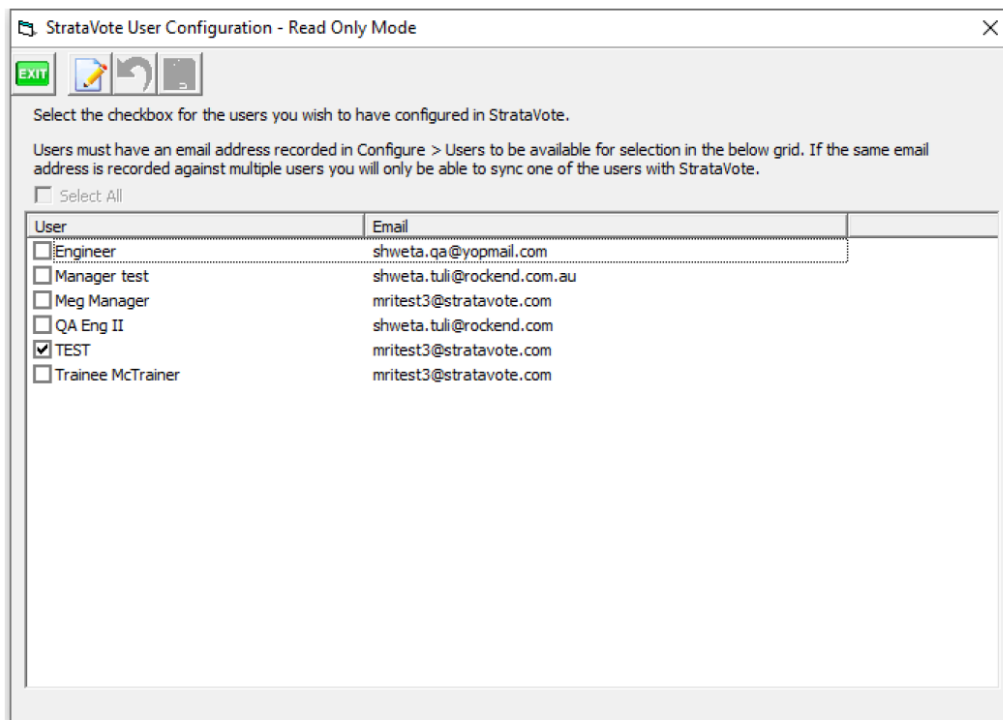 StrataVote User Configuration - Read Only Mode
EXIT
Select the checkbox for the users you wish to have configured in StrataVote.
Users must have an email address recorded in Configure > Users to be available for selection in the below grid. If the same email
address is recorded against multiple users you will only be able to sync one of the users with StrataVote.
Select All
User Email
Engineer shweta.qa@yopmail.com
Manager test shweta.tuli@rockend.com.au
Meg Manager mritest3@stratavote.com
QA Eng II shweta.tuli@rockend.com
TEST mritest3@stratavote.com
Trainee McTrainer mritest3@stratavote.com